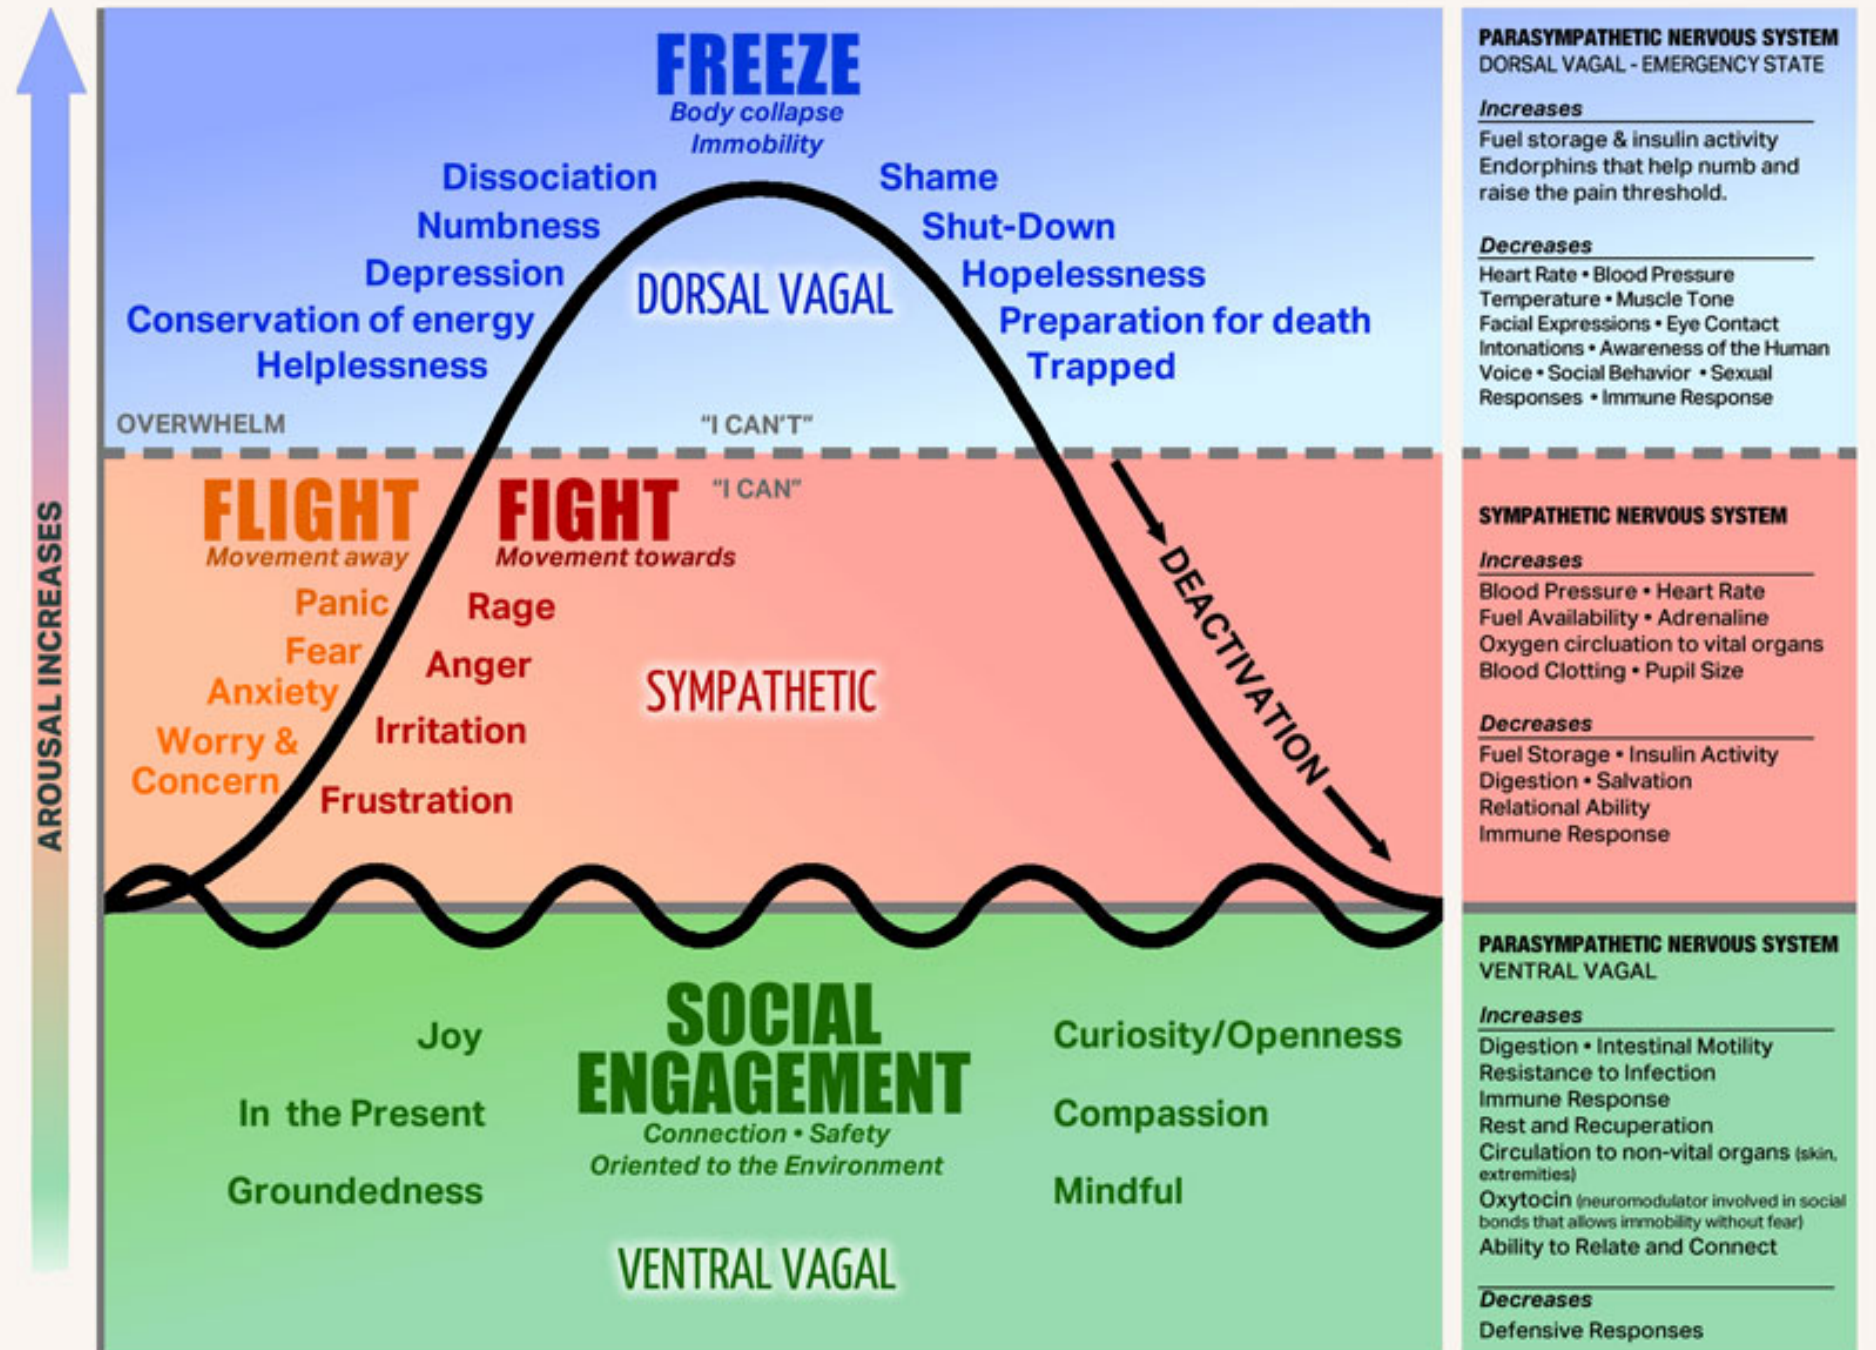 AROUSAL INCREASES
FREEZE
Body collapse
Immobility
Dissociation
Numbness
Depression
Conservation of energy
Helplessness
Shame
Shut-Down
Hopelessness
Preparation for death
Trapped
DORSAL VAGAL
OVERWHELM
"I CAN'T"
"I CAN"
FLIGHT
Movement away
Panic
Fear
Anxiety
Worry &
Concern
FIGHT
Movement towards
Rage
Anger
Irritation
Frustration
SYMPATHETIC
DEACTIVATION
SOCIAL
ENGAGEMENT
Connection • Safety
Oriented to the Environment
Joy
In the Present
Groundedness
Curiosity/Openness
Compassion
Mindful
VENTRAL VAGAL
PARASYMPATHETIC NERVOUS SYSTEM
DORSAL VAGAL - EMERGENCY STATE
Increases
Fuel storage & insulin activity
Endorphins that help numb and
raise the pain threshold.
Decreases
Heart Rate • Blood Pressure
Temperature • Muscle Tone
Facial Expressions • Eye Contact
Intonations • Awareness of the Human
Voice • Social Behavior • Sexual
Responses • Immune Response
SYMPATHETIC NERVOUS SYSTEM
Increases
Blood Pressure • Heart Rate
Fuel Availability • Adrenaline
Oxygen circluation to vital organs
Blood Clotting • Pupil Size
Decreases
Fuel Storage • Insulin Activity
Digestion • Salvation
Relational Ability
Immune Response
PARASYMPATHETIC NERVOUS SYSTEM
VENTRAL VAGAL
Increases
Digestion • Intestinal Motility
Resistance to Infection
Immune Response
Rest and Recuperation
Circulation to non-vital organs (skin,
extremities)
Oxytocin (neuromodulator involved in social
bonds that allows immobility without fear)
Ability to Relate and Connect
Decreases
Defensive Responses